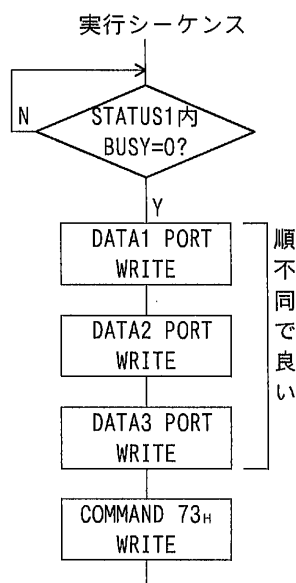 実行シーケンス
N
STATUS1内
BUSY=0?
Y
DATA1 PORT
WRITE
DATA2 PORT
WRITE
DATA3 PORT
WRITE
順不同で良い
COMMAND 73H
WRITE